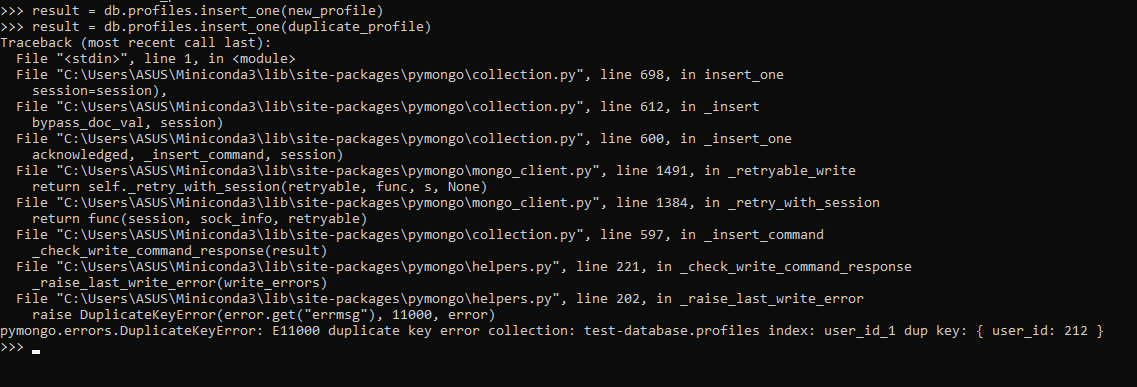 >>> result = db.profiles.insert_one(new_profile)
>>> result = db.profiles.insert_one(duplicate_profile)
Traceback (most recent call last):
  File "<stdin>", line 1, in <module>
  File "C:\Users\ASUS\Miniconda3\lib\site-packages\pymongo\collection.py", line 698, in insert_one
    session=session),
  File "C:\Users\ASUS\Miniconda3\lib\site-packages\pymongo\collection.py", line 612, in _insert
    bypass_doc_val, session)
  File "C:\Users\ASUS\Miniconda3\lib\site-packages\pymongo\collection.py", line 600, in _insert_one
    acknowledged, _insert_command, session)
  File "C:\Users\ASUS\Miniconda3\lib\site-packages\pymongo\mongo_client.py", line 1491, in _retryable_write
    return self._retry_with_session(retryable, func, s, None)
  File "C:\Users\ASUS\Miniconda3\lib\site-packages\pymongo\mongo_client.py", line 1384, in _retry_with_session
    return func(session, sock_info, retryable)
  File "C:\Users\ASUS\Miniconda3\lib\site-packages\pymongo\collection.py", line 597, in _insert_command
    _check_write_command_response(result)
  File "C:\Users\ASUS\Miniconda3\lib\site-packages\pymongo\helpers.py", line 221, in _check_write_command_response
    _raise_last_write_error(write_errors)
  File "C:\Users\ASUS\Miniconda3\lib\site-packages\pymongo\helpers.py", line 202, in _raise_last_write_error
    raise DuplicateKeyError(error.get("errmsg"), 11000, error)
pymongo.errors.DuplicateKeyError: E11000 duplicate key error collection: test-database.profiles index: user_id_1 dup key: { user_id: 212 }
>>>